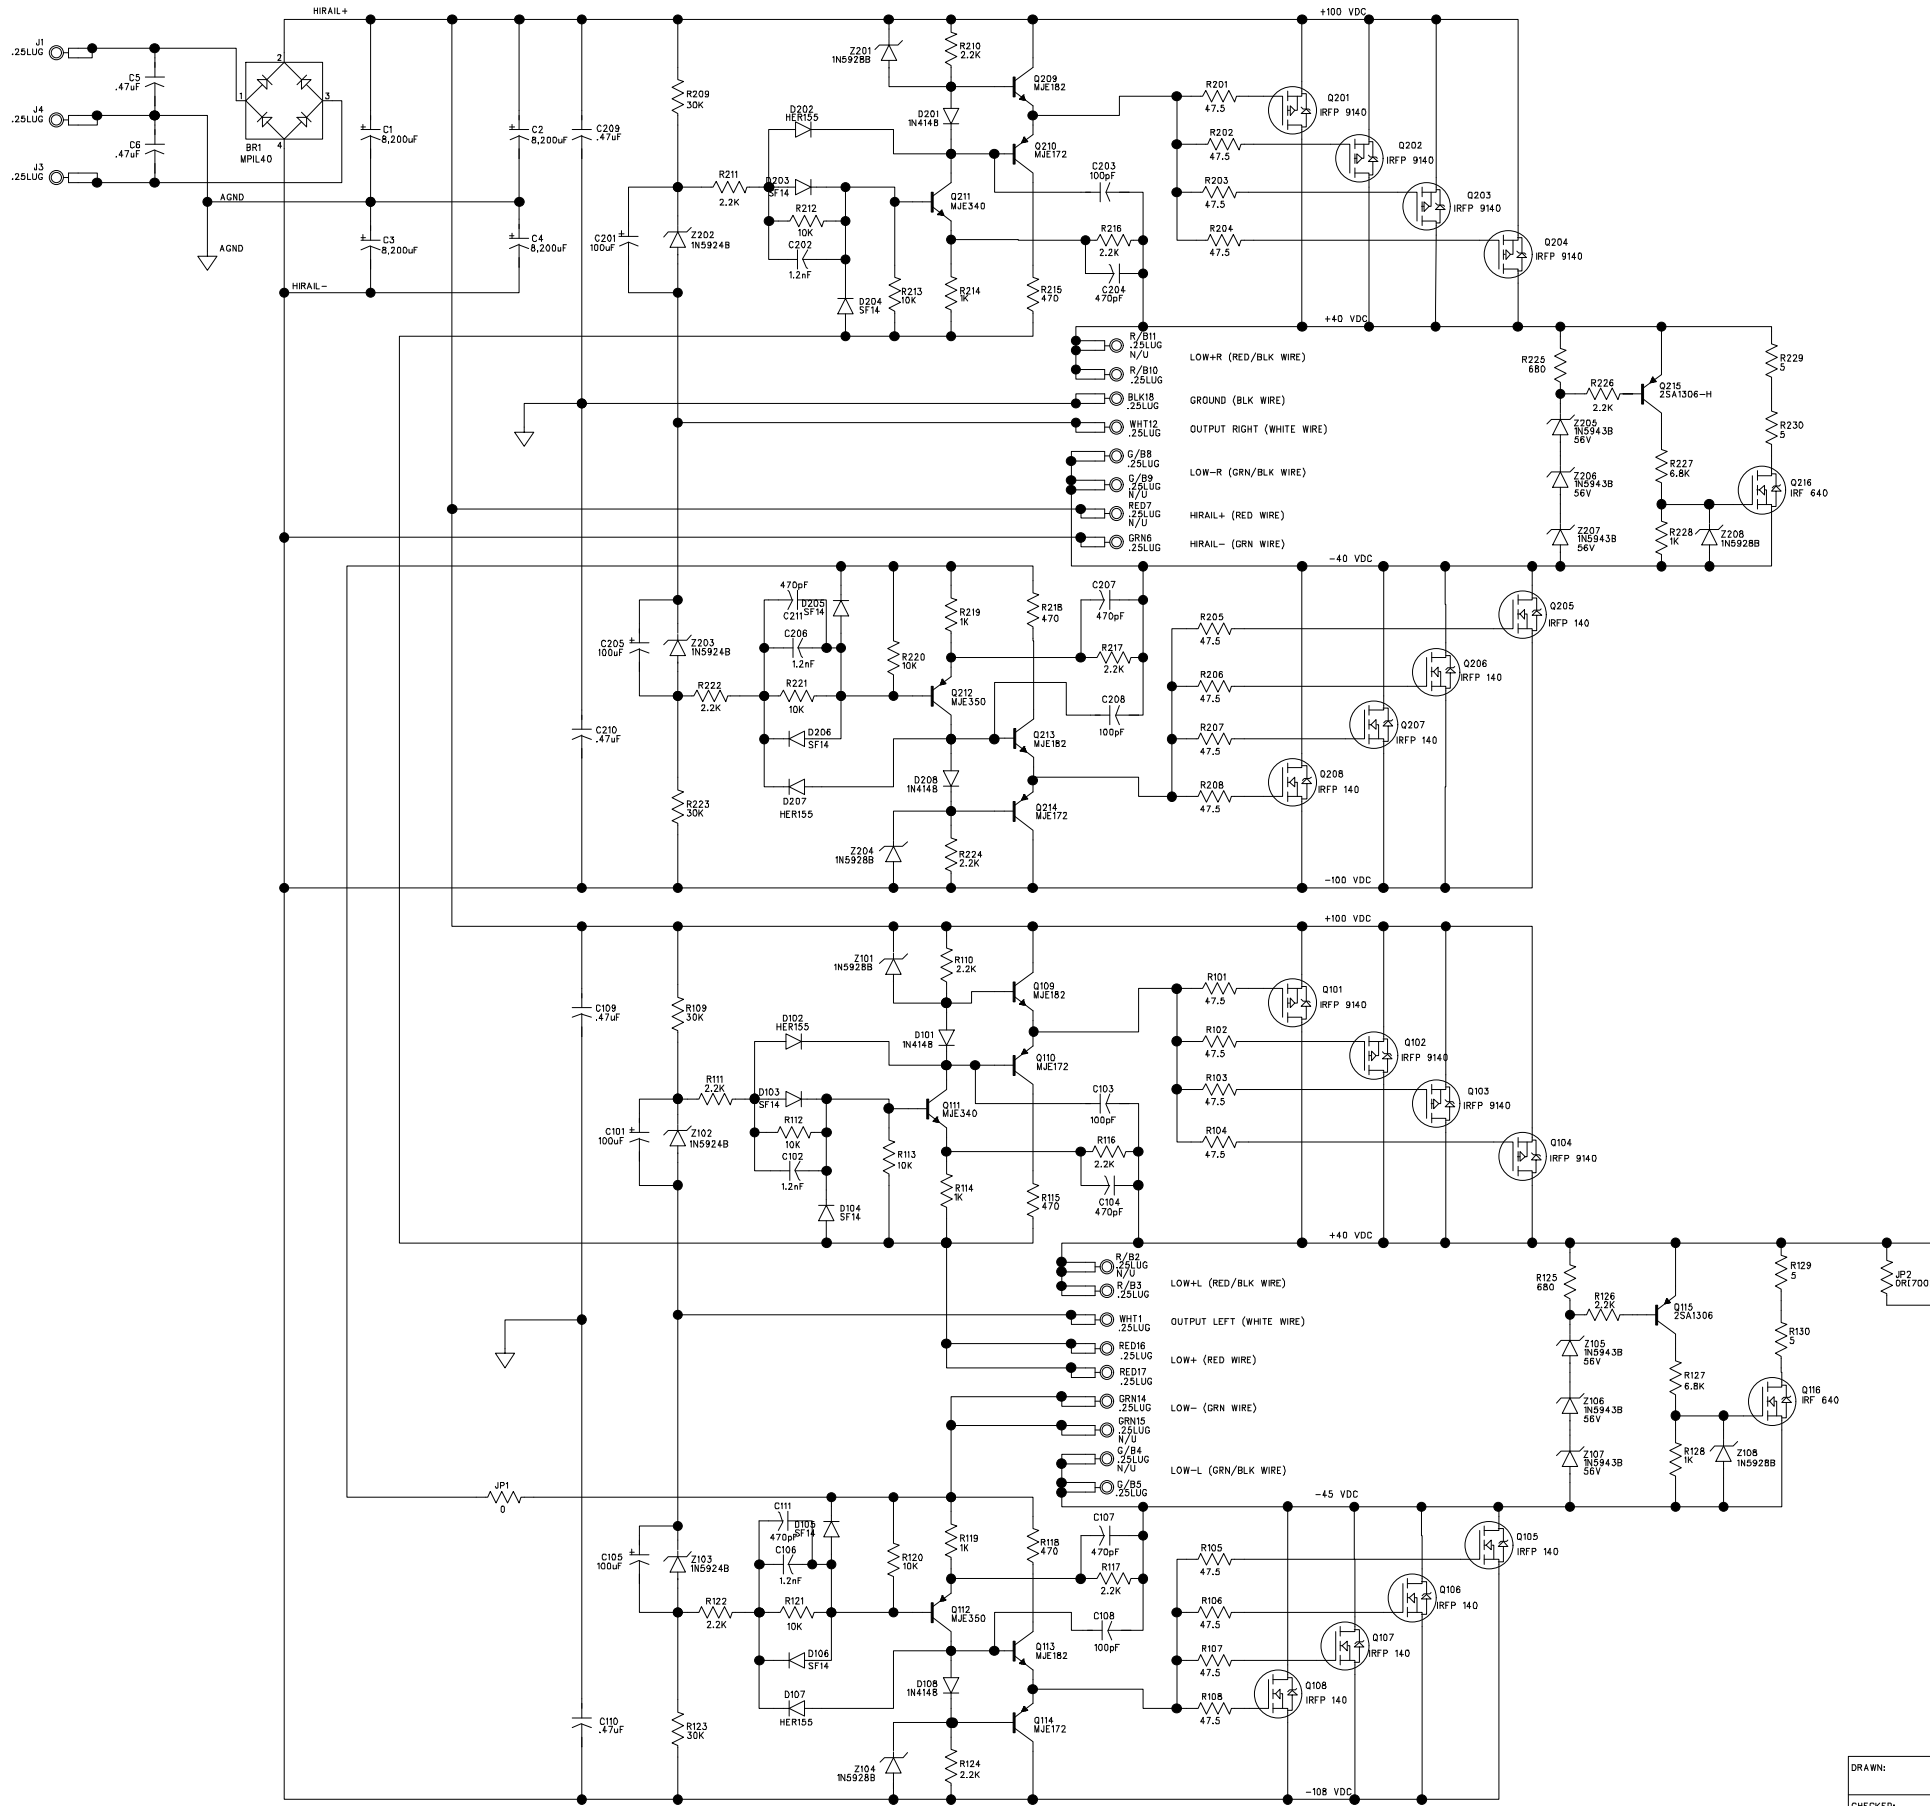 HIRAIL+
+100 VDC
J1
.25LUG
C5
.47uF
J4
.25LUG
C6
.47uF
J3
.25LUG
2
1
3
4
BR1
MPIL40
C1
8,200uF
C2
8,200uF
C209
.47uF
AGND
AGND
C3
8,200uF
C4
8,200uF
HIRAIL-
R209
30K
Z201
1N5928B
R210
2.2K
Q209
MJE182
D202
HER155
D201
1N4148
Q210
MJE172
R211
2.2K
D203
SF14
R212
10K
C202
1.2nF
Q211
MJE340
C203
100pF
C201
100uF
Z202
1N5924B
D204
SF14
R213
10K
R214
1K
R215
470
R216
2.2K
C204
470pF
R201
47.5
R202
47.5
R203
47.5
R204
47.5
Q201
IRFP 9140
Q202
IRFP 9140
Q203
IRFP 9140
Q204
IRFP 9140
+40 VDC
R/B11
.25LUG
N/U
LOW+R (RED/BLK WIRE)
R/B10
.25LUG
BLK18
.25LUG
GROUND (BLK WIRE)
WHT12
.25LUG
OUTPUT RIGHT (WHITE WIRE)
G/B8
.25LUG
LOW-R (GRN/BLK WIRE)
G/B9
.25LUG
N/U
RED7
.25LUG
N/U
HIRAIL+ (RED WIRE)
GRN6
.25LUG
HIRAIL- (GRN WIRE)
R225
680
R226
2.2K
Q215
2SA1306-H
R229
5
Z205
1N5943B
56V
R230
5
Z206
1N5943B
56V
R227
6.8K
Q216
IRF 640
Z207
1N5943B
56V
R228
1K
Z208
1N5928B
-40 VDC
470pF
C211
D205
SF14
C206
1.2nF
R219
1K
R218
470
C207
470pF
C205
100uF
Z203
1N5924B
R220
10K
R217
2.2K
R222
2.2K
R221
10K
Q212
MJE350
C208
100pF
C210
.47uF
D206
SF14
Q213
MJE182
D207
HER155
D208
1N4148
R223
30K
Q214
MJE172
Z204
1N5928B
R224
2.2K
R205
47.5
R206
47.5
R207
47.5
R208
47.5
Q205
IRFP 140
Q206
IRFP 140
Q207
IRFP 140
Q208
IRFP 140
-100 VDC
+100 VDC
Z101
1N5928B
R110
2.2K
Q109
MJE182
C109
.47uF
R109
30K
D102
HER155
D101
1N4148
Q110
MJE172
R111
2.2K
D103
SF14
R112
10K
C102
1.2nF
Q111
MJE340
C103
100pF
C101
100uF
Z102
1N5924B
R113
10K
R116
2.2K
D104
SF14
R114
1K
R115
470
C104
470pF
R101
47.5
R102
47.5
R103
47.5
R104
47.5
Q101
IRFP 9140
Q102
IRFP 9140
Q103
IRFP 9140
Q104
IRFP 9140
+40 VDC
R/B2
.25LUG
N/U
LOW+L (RED/BLK WIRE)
R/B3
.25LUG
WHT1
.25LUG
OUTPUT LEFT (WHITE WIRE)
RED16
.25LUG
LOW+ (RED WIRE)
RED17
.25LUG
GRN14
.25LUG
LOW- (GRN WIRE)
GRN15
.25LUG
N/U
G/B4
.25LUG
N/U
LOW-L (GRN/BLK WIRE)
G/B5
.25LUG
R125
680
R126
2.2K
Q115
2SA1306
R129
5
JP2
OR(700
Z105
1N5943B
56V
R130
5
R127
6.8K
Z106
1N5943B
56V
Q116
IRF 640
Z107
1N5943B
56V
R128
1K
Z108
1N5928B
JP1
0
-45 VDC
C111
470pF
D105
SF14
C106
1.2nF
R119
1K
R118
470
C107
470pF
C105
100uF
Z103
1N5924B
R120
10K
R117
2.2K
R122
2.2K
R121
10K
Q112
MJE350
C108
100pF
D106
SF14
Q113
MJE182
D107
HER155
D108
1N4148
C110
.47uF
R123
30K
Q114
MJE172
Z104
1N5928B
R124
2.2K
R105
47.5
R106
47.5
R107
47.5
R108
47.5
Q105
IRFP 140
Q106
IRFP 140
Q107
IRFP 140
Q108
IRFP 140
-108 VDC
DRAWN:
CHECKED: